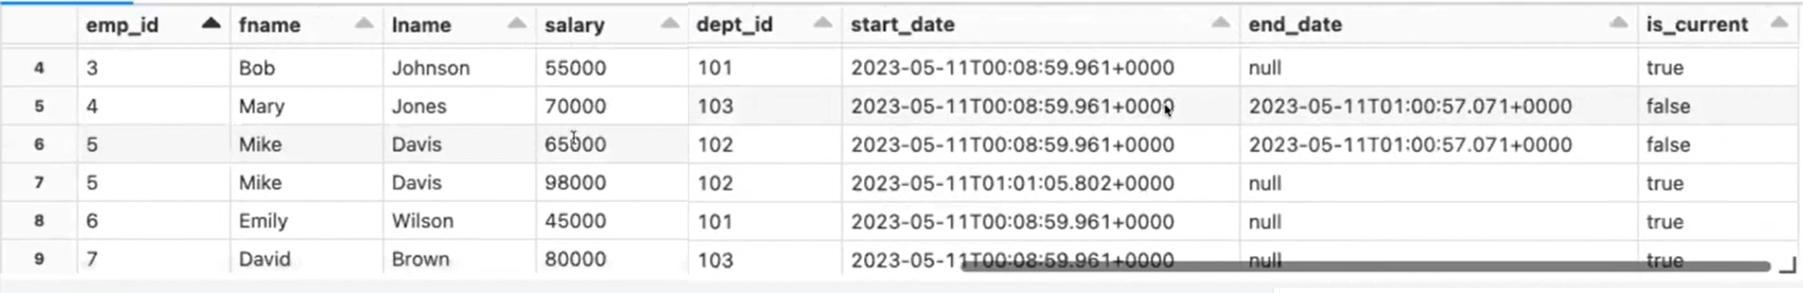 emp_id fname lname salary dept_id start_date end_date is_current
4 3 Bob Johnson 55000 101 2023-05-11T00:08:59.961+0000 null true
5 4 Mary Jones 70000 103 2023-05-11T00:08:59.961+0000 2023-05-11T01:00:57.071+0000 false
6 5 Mike Davis 65000 102 2023-05-11T00:08:59.961+0000 2023-05-11T01:00:57.071+0000 false
7 5 Mike Davis 98000 102 2023-05-11T01:01:05.802+0000 null true
8 6 Emily Wilson 45000 101 2023-05-11T00:08:59.961+0000 null true
9 7 David Brown 80000 103 2023-05-11T00:08:59.961+0000 null true